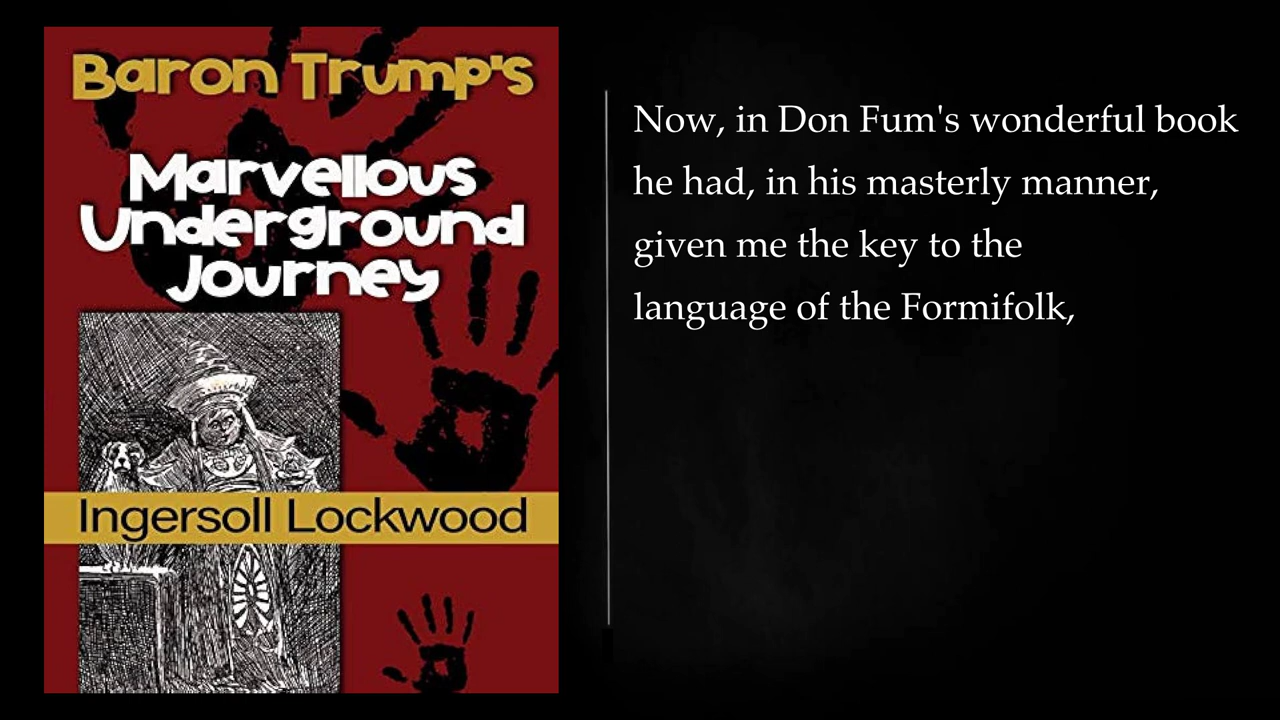 Baron Trump's
Marvellous
Underground
Journey
Ingersoll Lockwood
Now, in Don Fum's wonderful book
he had, in his masterly manner,
given me the key to the
language of the Formifolk,